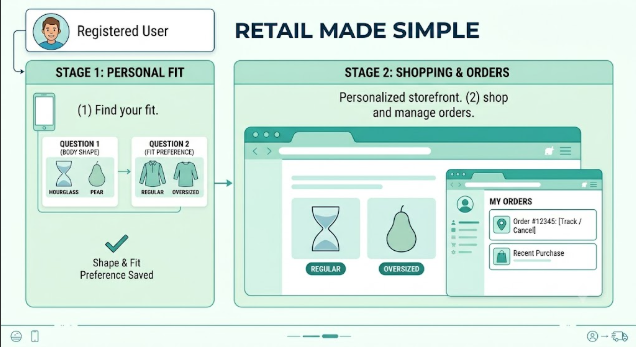 Registered User
RETAIL MADE SIMPLE
STAGE 1: PERSONAL FIT
(1) Find your fit.
QUESTION 1
(BODY SHAPE)
HOURGLASS
PEAR
QUESTION 2
(FIT PREFERENCE)
REGULAR
OVERSIZED
Shape & Fit
Preference Saved
STAGE 2: SHOPPING & ORDERS
Personalized storefront. (2) shop
and manage orders.
REGULAR
OVERSIZED
MY ORDERS
Order #12345: [Track /
Cancel]
Recent Purchase